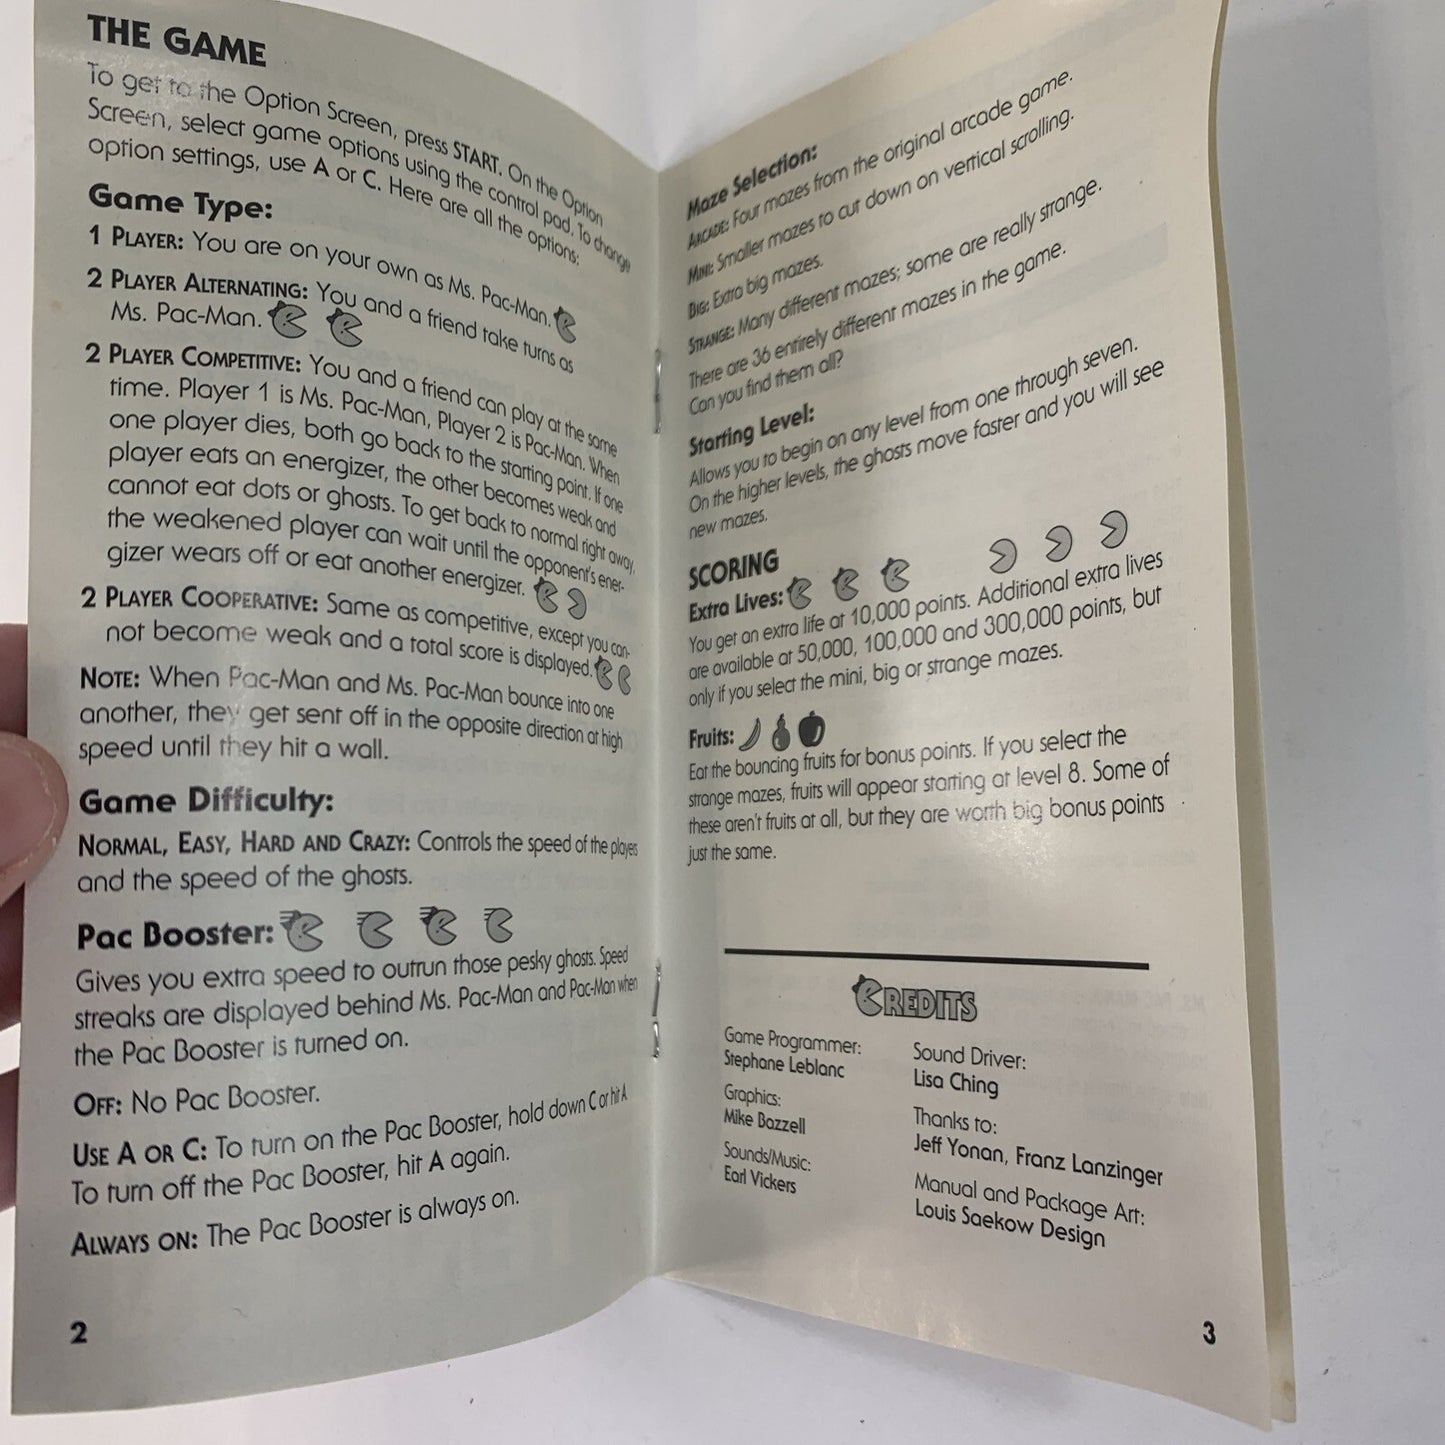 THE GAME
To get to the Option Screen, press START. On the Option
Screen, select game options using the control pad. To change
option settings, use A or C. Here are all the options:
Game Type:
1 PLAYER: You are on your own as Ms. Pac-Man.
2 PLAYER ALTERNATING: You and a friend take turns as
Ms. Pac-Man.
2 PLAYER COMPETITIVE: You and a friend can play at the same
time. Player 1 is Ms. Pac-Man, Player 2 is Pac-Man. When
one player dies, both go back to the starting point. If one
player eats an energizer, the other becomes weak and
cannot eat dots or ghosts. To get back to normal right away,
the weakened player can wait until the opponent's ener-
gizer wears off or eat another energizer.
2 PLAYER COOPERATIVE: Same as competitive, except you can-
not become weak and a total score is displayed.
NOTE: When Pac-Man and Ms. Pac-Man bounce into one
another, they get sent off in the opposite direction at high
speed until they hit a wall.
Game Difficulty:
NORMAL, EASY, HARD AND CRAZY: Controls the speed of the players
and the speed of the ghosts.
Pac Booster:
Gives you extra speed to outrun those pesky ghosts. Speed
streaks are displayed behind Ms. Pac-Man and Pac-Man when
the Pac Booster is turned on.
OFF: No Pac Booster.
USE A OR C: To turn on the Pac Booster, hold down C or hit A
To turn off the Pac Booster, hit A again.
ALWAYS ON: The Pac Booster is always on.
2
Maze Selection:
ARCADE: Four mazes from the original arcade game.
MINI: Smaller mazes to cut down on vertical scrolling.
BIG: Extra big mazes.
STRANGE: Many different mazes; some are really strange.
There are 36 entirely different mazes in the game.
Can you find them all?
Starting Level:
Allows you to begin on any level from one through seven.
On the higher levels, the ghosts move faster and you will see
new mazes.
SCORING
Extra Lives:
You get an extra life at 10,000 points. Additional extra lives
are available at 50,000, 100,000 and 300,000 points, but
only if you select the mini, big or strange mazes.
Fruits:
Eat the bouncing fruits for bonus points. If you select the
strange mazes, fruits will appear starting at level 8. Some of
these aren't fruits at all, but they are worth big bonus points
just the same.
CREDITS
Game Programmer:
Stephane Leblanc
Graphics:
Mike Bazzell
Sounds/Music:
Earl Vickers
Sound Driver:
Lisa Ching
Thanks to:
Jeff Yonan, Franz Lanzinger
Manual and Package Art:
Louis Saekow Design
3